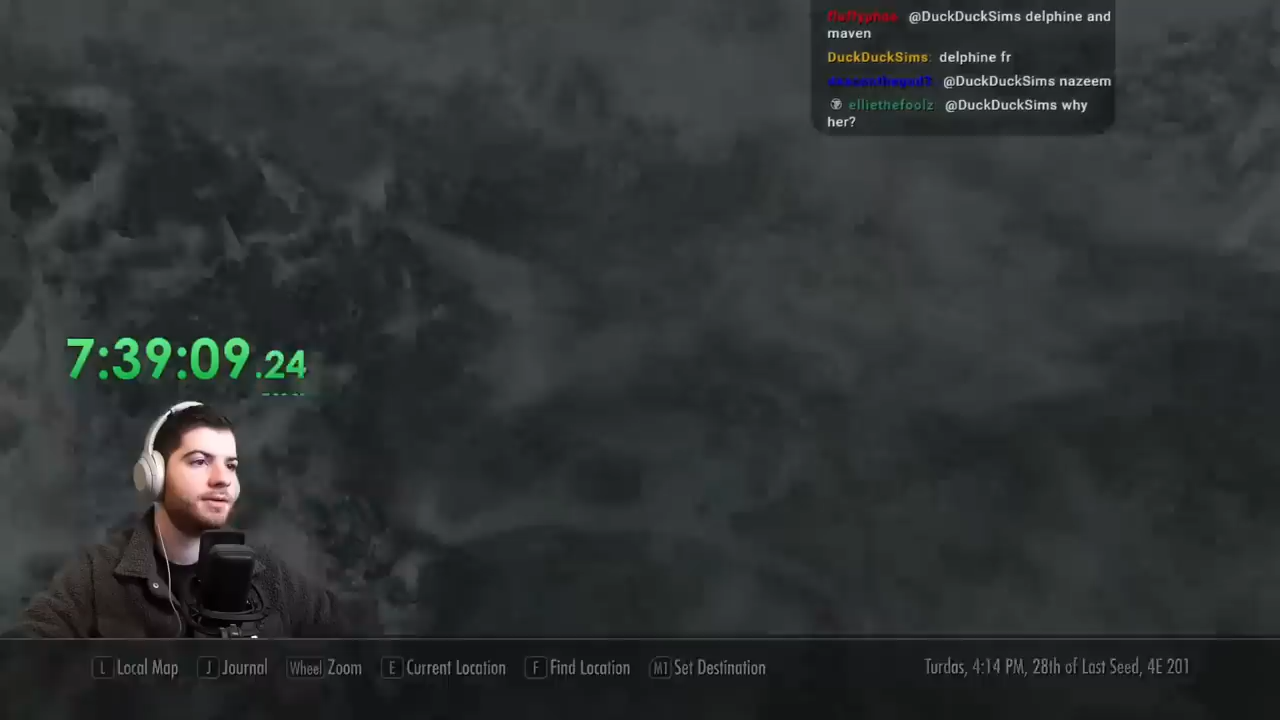 fluffyphae @DuckDuckSims delphine and
maven
DuckDuckSims: delphine fr
@DuckDuckSims nazeem
elliethefoolz: @DuckDuckSims why
her?
7:39:09.24
L Local Map J Journal Wheel Zoom E Current Location F Find Location M1 Set Destination Turdas, 4:14 PM, 28th of Last Seed, 4E 201